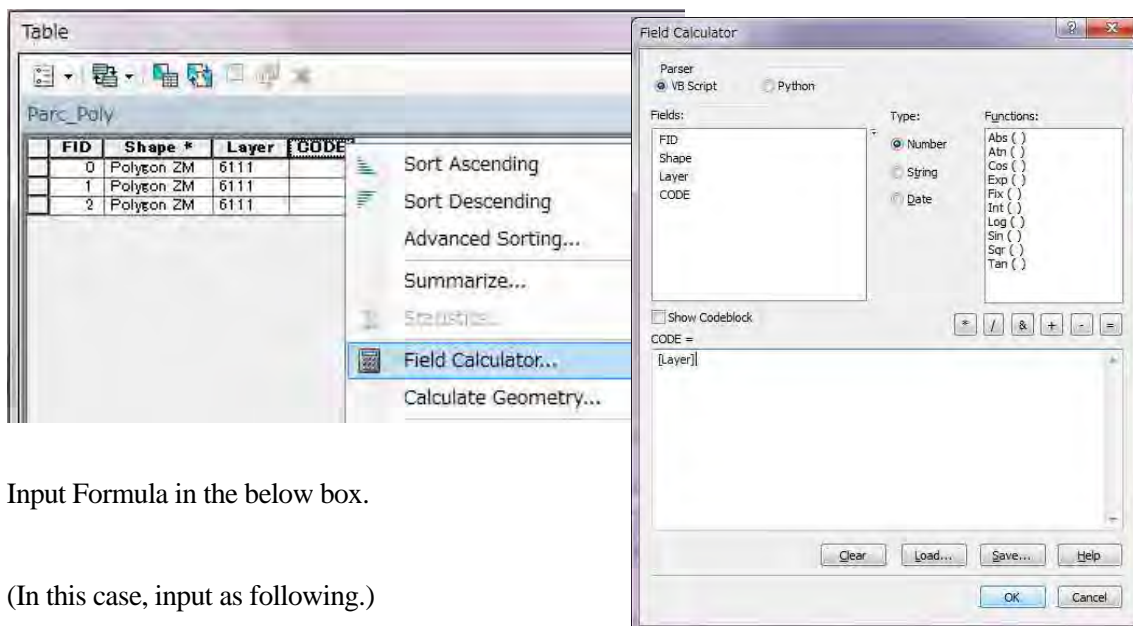 Table
Parc_Poly
FID Shape * Layer CODE
0 Polygon ZM 6111
1 Polygon ZM 6111
2 Polygon ZM 6111
Sort Ascending
Sort Descending
Advanced Sorting...
Summarize...
Statistics...
Field Calculator...
Calculate Geometry...
Input Formula in the below box.
(In this case, input as following.)
Field Calculator
Parser
VB Script Python
Fields: Type: Functions:
FID
Shape
Layer
CODE
Number
String
Date
Abs ( )
Atn ( )
Cos ( )
Exp ( )
Fix ( )
Int ( )
Log ( )
Sin ( )
Sqr ( )
Tan ( )
Show Codeblock
* / & + - =
CODE =
[Layer]
Clear Load... Save... Help
OK Cancel